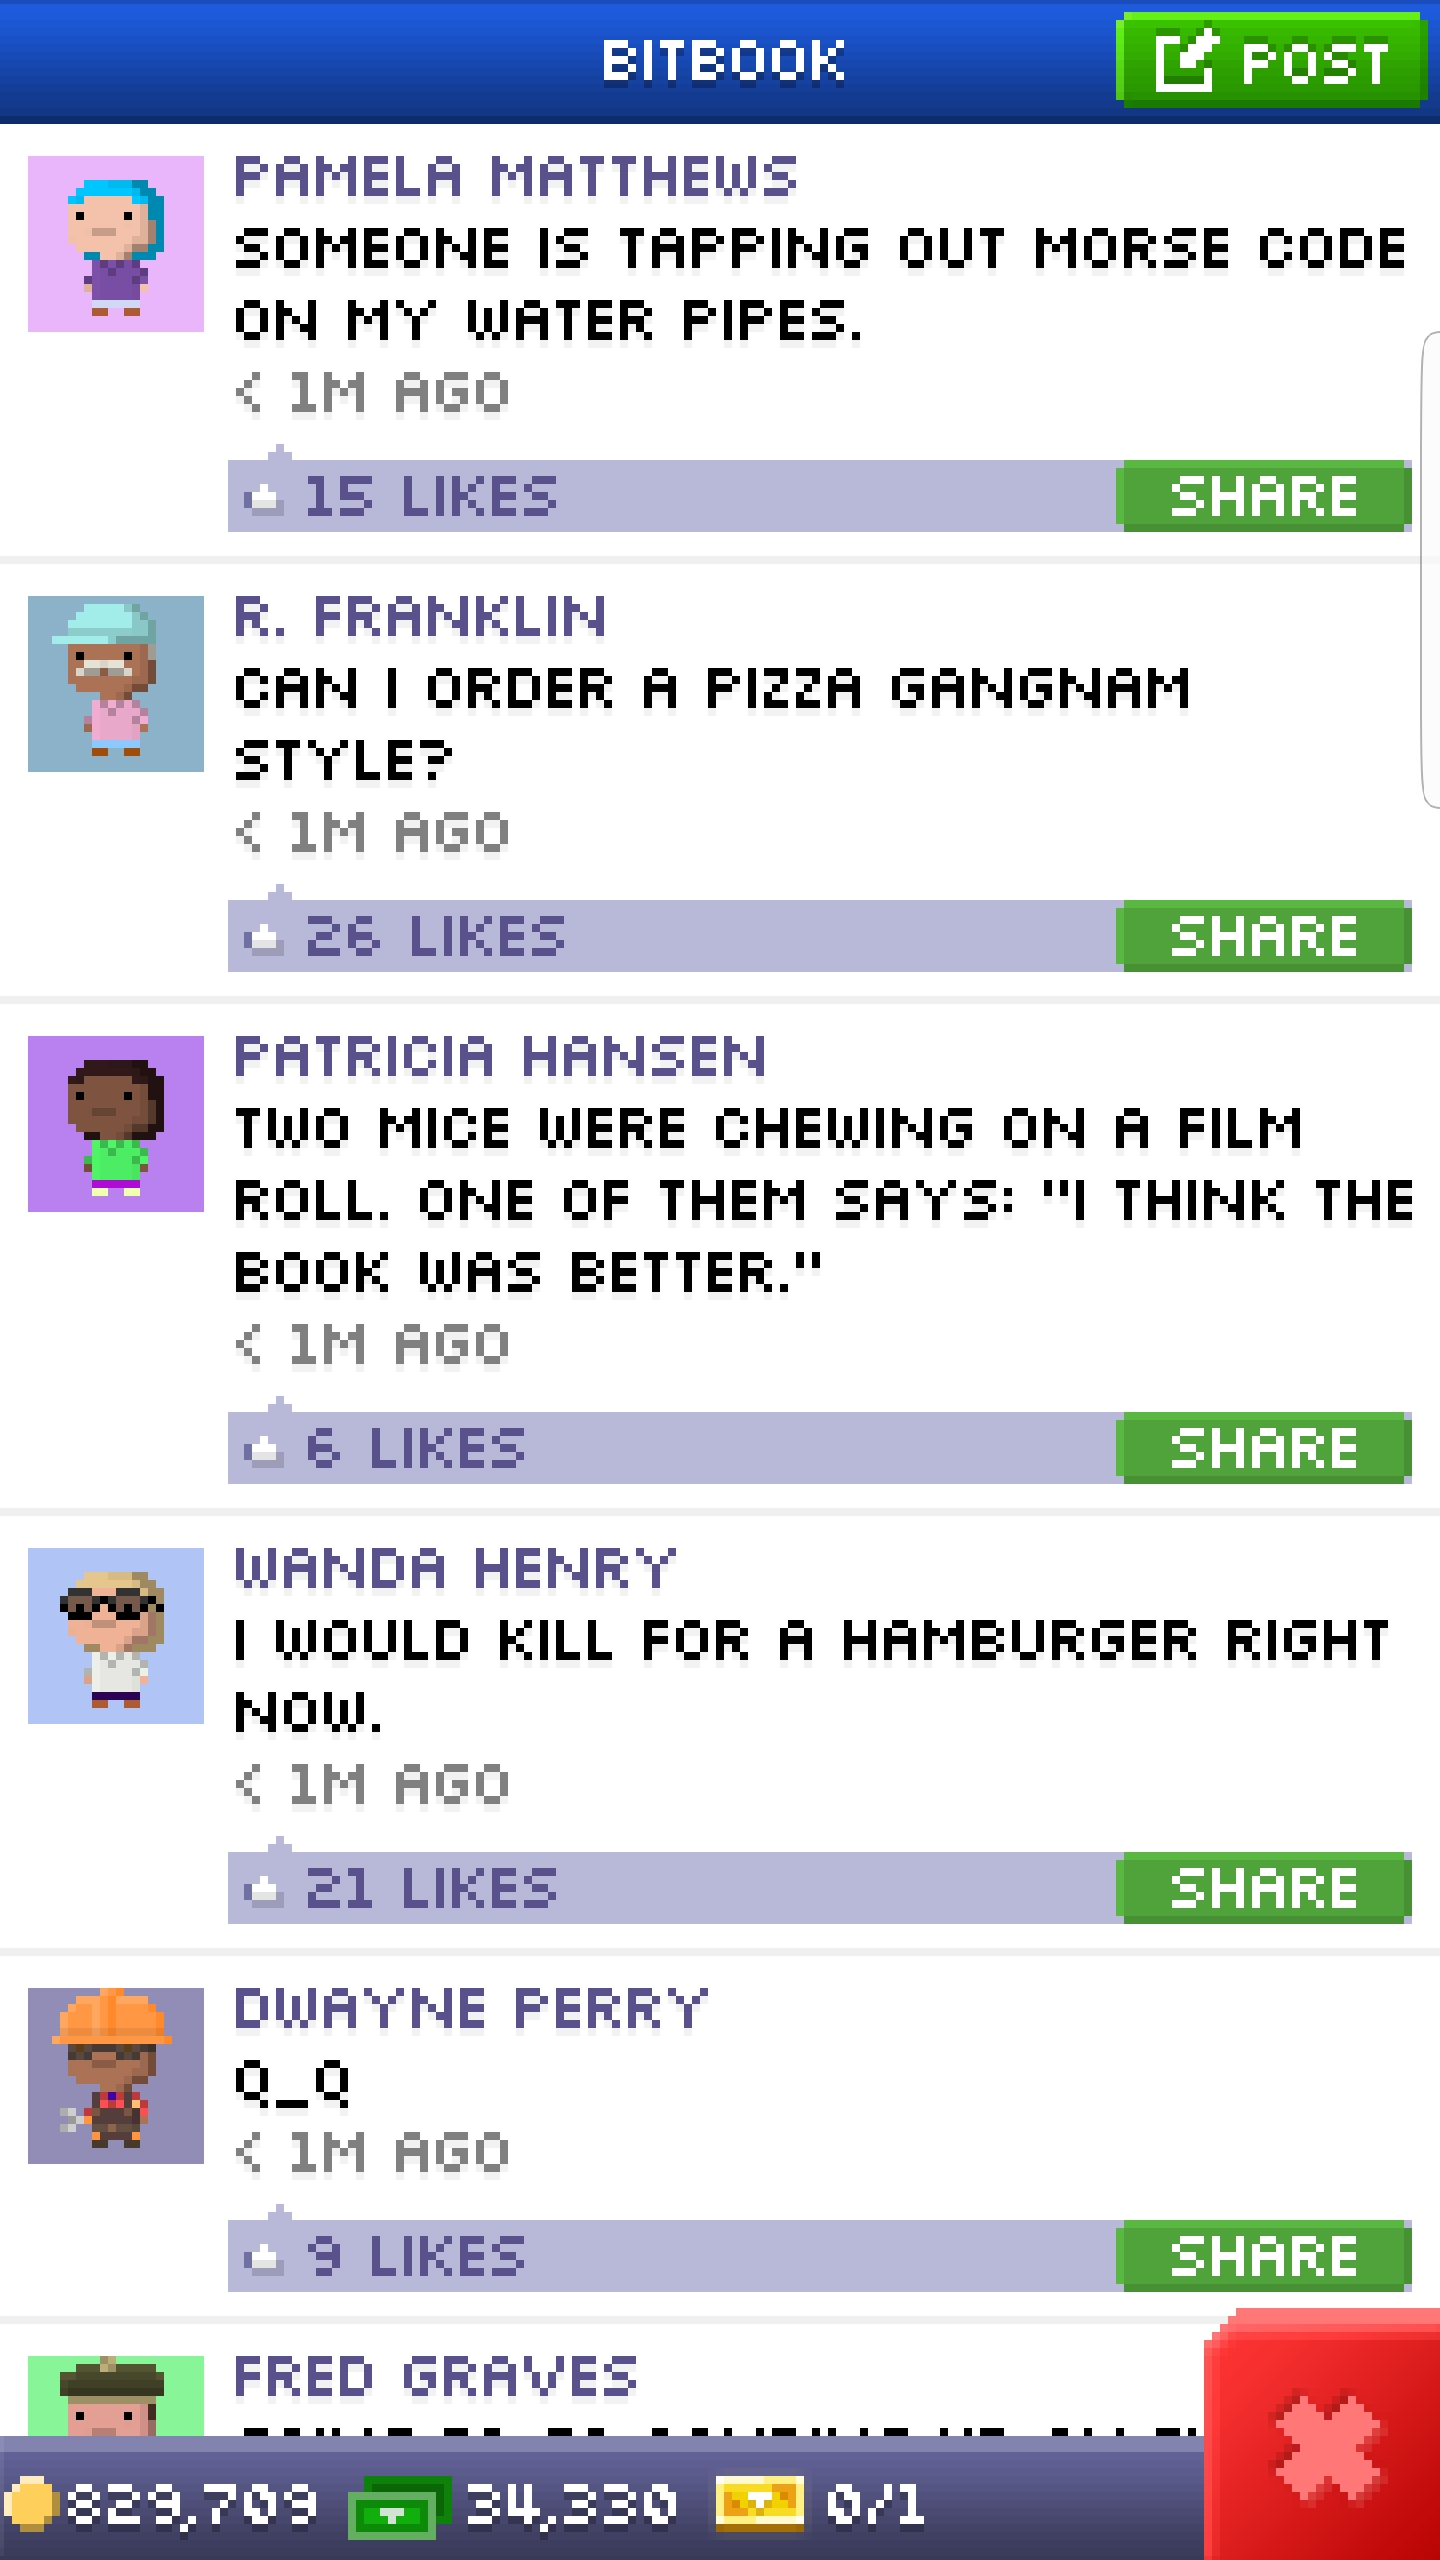 BITBOOK
POST
PAMELA MATTHEWS
SOMEONE IS TAPPING OUT MORSE CODE
ON MY WATER PIPES.
< 1M AGO
15 LIKES
SHARE
R. FRANKLIN
CAN I ORDER A PIZZA GANGNAM
STYLE?
< 1M AGO
26 LIKES
SHARE
PATRICIA HANSEN
TWO MICE WERE CHEWING ON A FILM
ROLL. ONE OF THEM SAYS: "I THINK THE
BOOK WAS BETTER."
< 1M AGO
6 LIKES
SHARE
WANDA HENRY
I WOULD KILL FOR A HAMBURGER RIGHT
NOW.
< 1M AGO
21 LIKES
SHARE
DWAYNE PERRY
Q_Q
< 1M AGO
9 LIKES
SHARE
FRED GRAVES
829,709
34,330
0/1